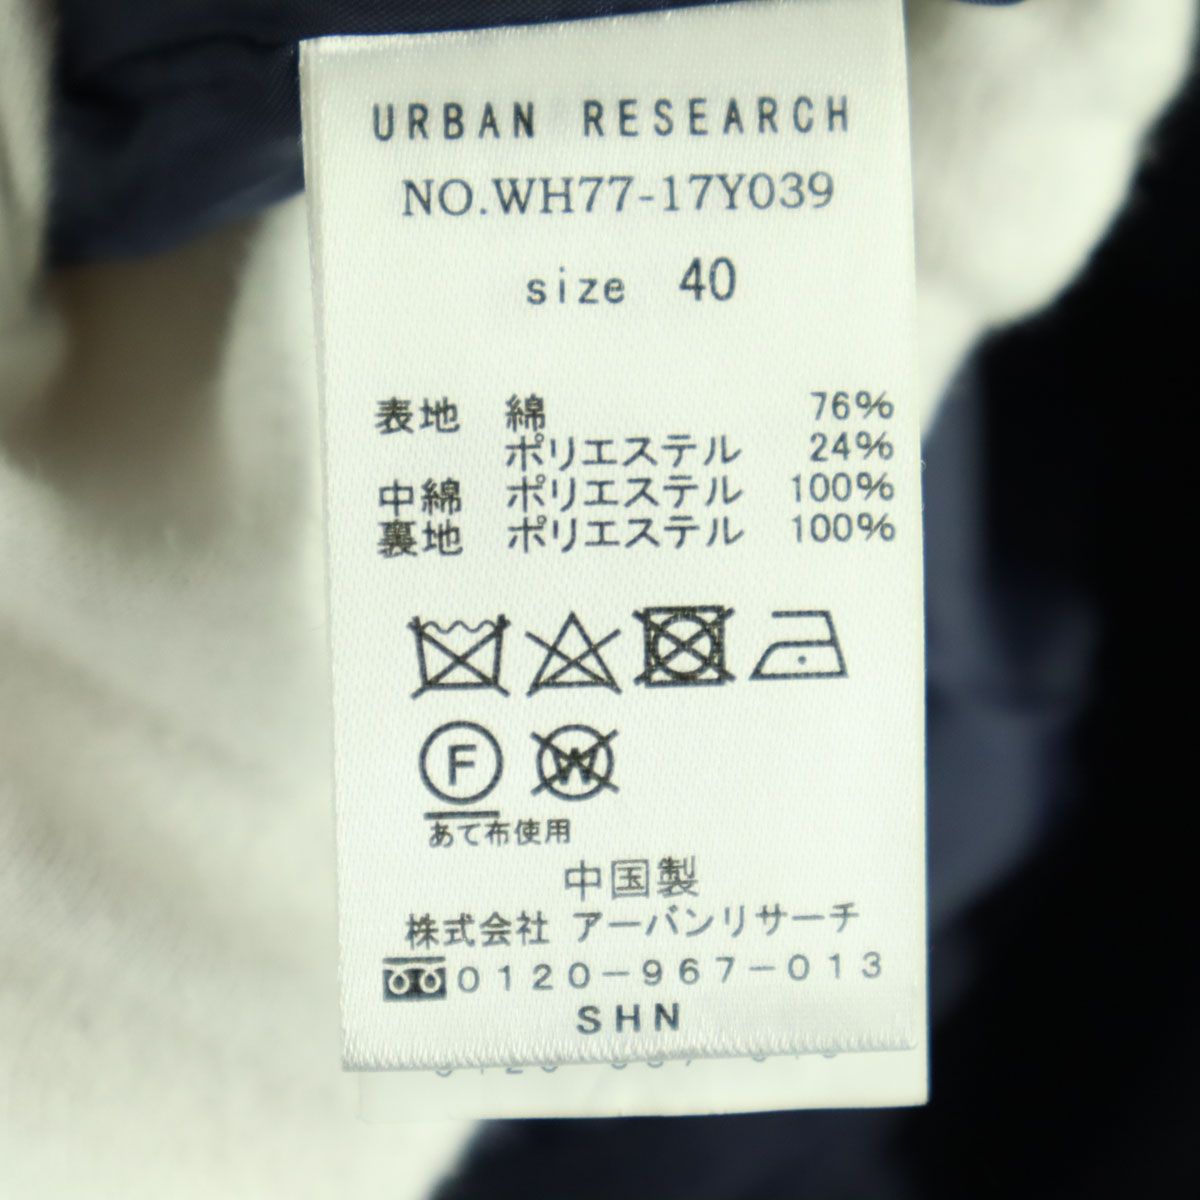 URBAN RESEARCH
NO.WH77-17Y039
size 40
表地 綿 76%
ポリエステル 24%
中綿 ポリエステル 100%
裏地 ポリエステル 100%
F W
あて布使用
中国製
株式会社 アーバンリサーチ
0120-967-013
SHN